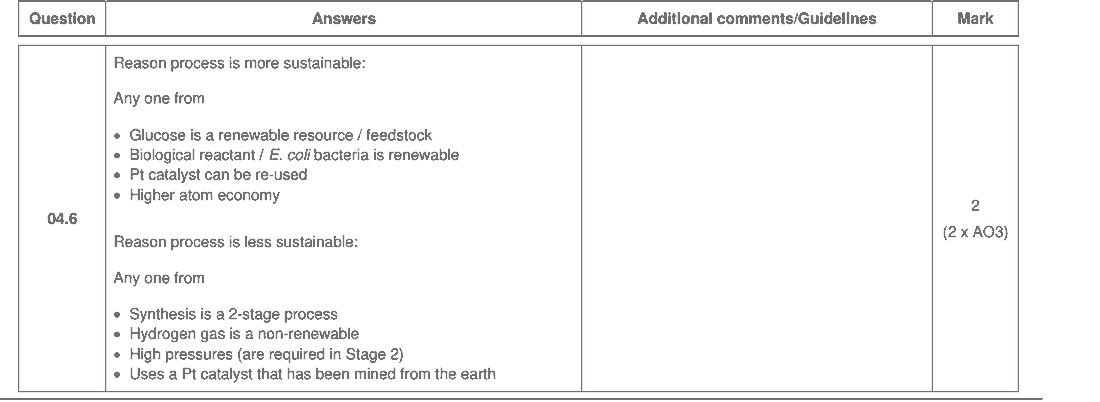 Question Answers Additional comments/Guidelines Mark
Reason process is more sustainable:
Any one from
• Glucose is a renewable resource / feedstock
• Biological reactant / E. coli bacteria is renewable
• Pt catalyst can be re-used
• Higher atom economy
04.6
2
(2 x AO3)
Reason process is less sustainable:
Any one from
• Synthesis is a 2-stage process
• Hydrogen gas is a non-renewable
• High pressures (are required in Stage 2)
• Uses a Pt catalyst that has been mined from the earth